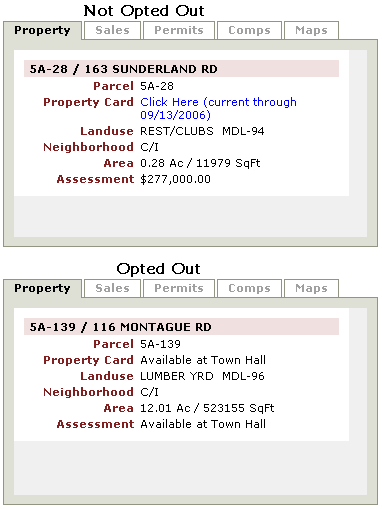 Not Opted Out
Property Sales Permits Comps Maps
5A-28 / 163 SUNDERLAND RD
Parcel 5A-28
Property Card Click Here (current through
09/13/2006)
Landuse REST/CLUBS MDL-94
Neighborhood C/I
Area 0.28 Ac / 11979 SqFt
Assessment $277,000.00
Opted Out
Property Sales Permits Comps Maps
5A-139 / 116 MONTAGUE RD
Parcel 5A-139
Property Card Available at Town Hall
Landuse LUMBER YRD MDL-96
Neighborhood C/I
Area 12.01 Ac / 523155 SqFt
Assessment Available at Town Hall